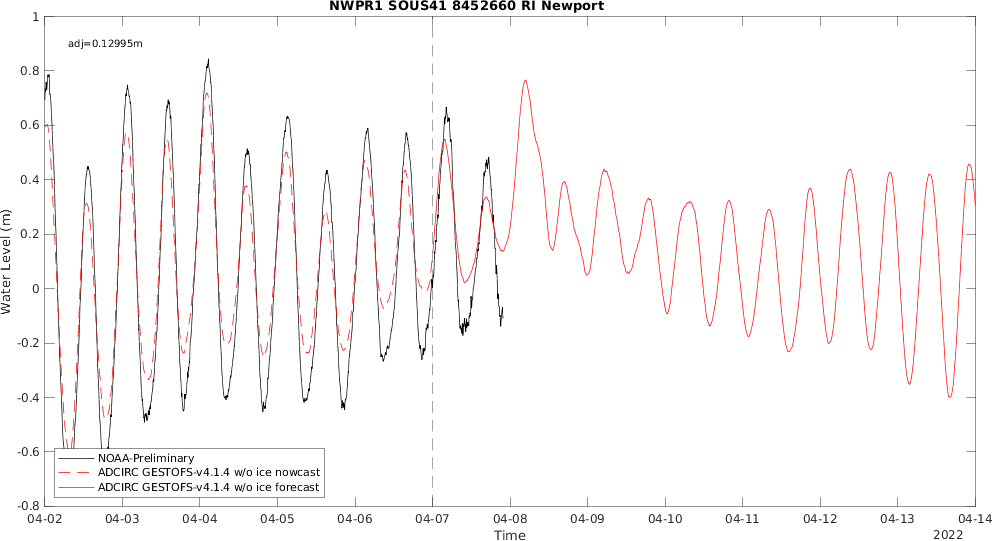 NWPR1 SOUS41 8452660 RI Newport
adj=0.12995m
1
0.8
0.6
0.4
0.2
0
-0.2
-0.4
-0.6
-0.8
Water Level (m)
NOAA-Preliminary
ADCIRC GESTOFS-v4.1.4 w/o ice nowcast
ADCIRC GESTOFS-v4.1.4 w/o ice forecast
04-02 04-03 04-04 04-05 04-06 04-07 04-08 04-09 04-10 04-11 04-12 04-13 04-14
Time
2022